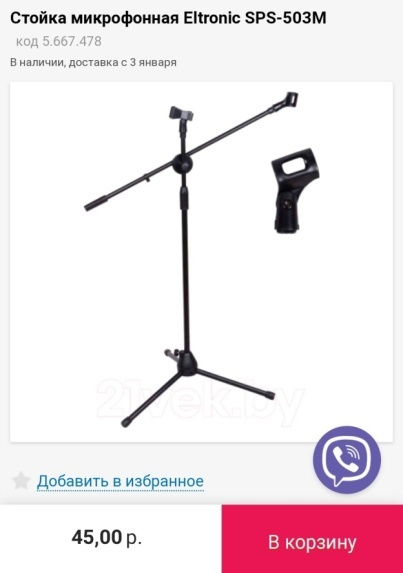 Стойка микрофонная Eltronic SPS-503M
код 5.667.478
В наличии, доставка с 3 января
21vek.by
Добавить в избранное
45,00 р.
В корзину